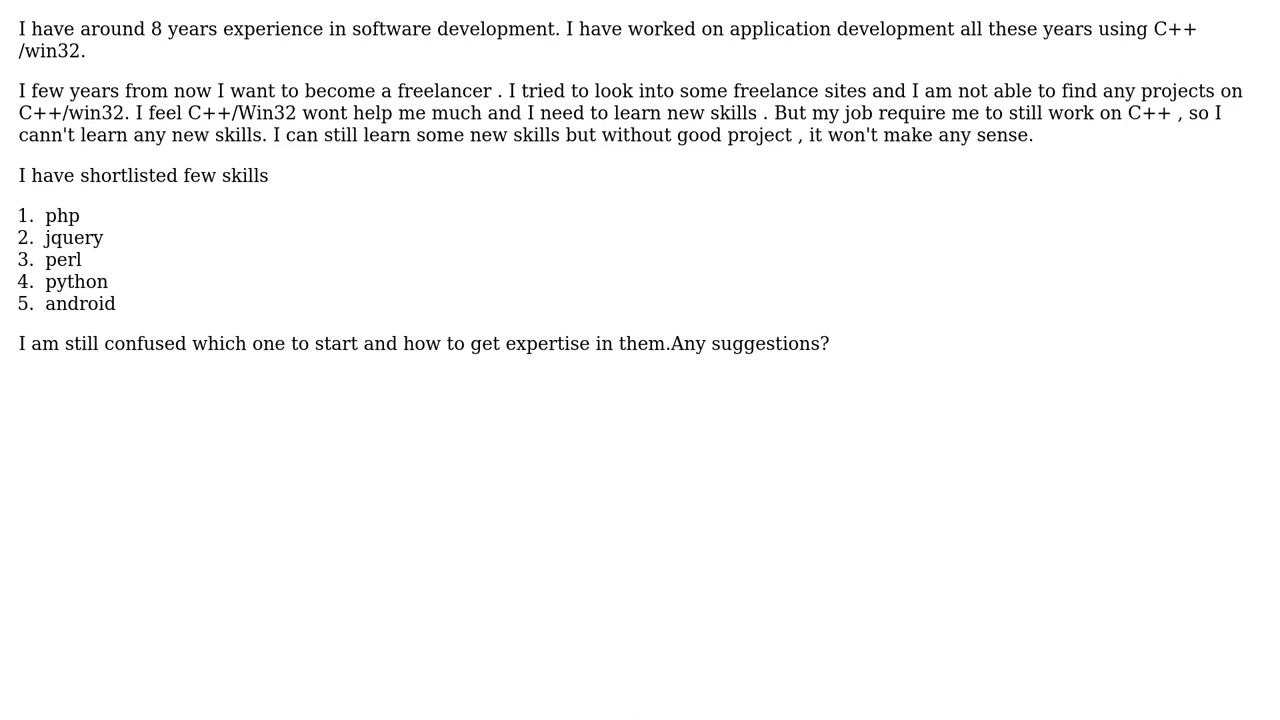 I have around 8 years experience in software development. I have worked on application development all these years using C++
/win32.
I few years from now I want to become a freelancer . I tried to look into some freelance sites and I am not able to find any projects on
C++/win32. I feel C++/Win32 wont help me much and I need to learn new skills . But my job require me to still work on C++ , so I
cann't learn any new skills. I can still learn some new skills but without good project , it won't make any sense.
I have shortlisted few skills
1. php
2. jquery
3. perl
4. python
5. android
I am still confused which one to start and how to get expertise in them.Any suggestions?